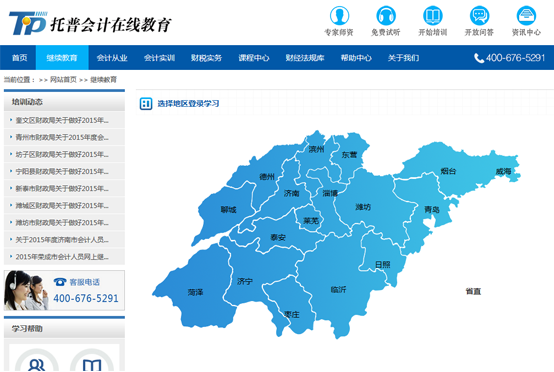 Tip 托普会计在线教育
专家师资 免费试听 开始培训 开放问答 资讯中心
首页 继续教育 会计从业 会计实训 财税实务 课程中心 财经法规库 帮助中心 关于我们 400-676-5291
当前位置： >> 网站首页 >> 继续教育
培训动态
奎文区财政局关于做好2015年...
青州市财政局关于2015年度会...
坊子区财政局关于做好2015年...
宁阳县财政局关于做好2015年...
新泰市财政局关于做好2015年...
潍城区财政局关于做好2015年...
潍坊市财政局关于做好2015年...
关于2015年度济南市会计人员...
2015年荣成市会计人员网上继...
客服电话
400-676-5291
学习帮助
选择地区登录学习
滨州
东营
德州
烟台
威海
济南
淄博
聊城
潍坊
青岛
莱芜
泰安
日照
菏泽
济宁
临沂
省直
枣庄